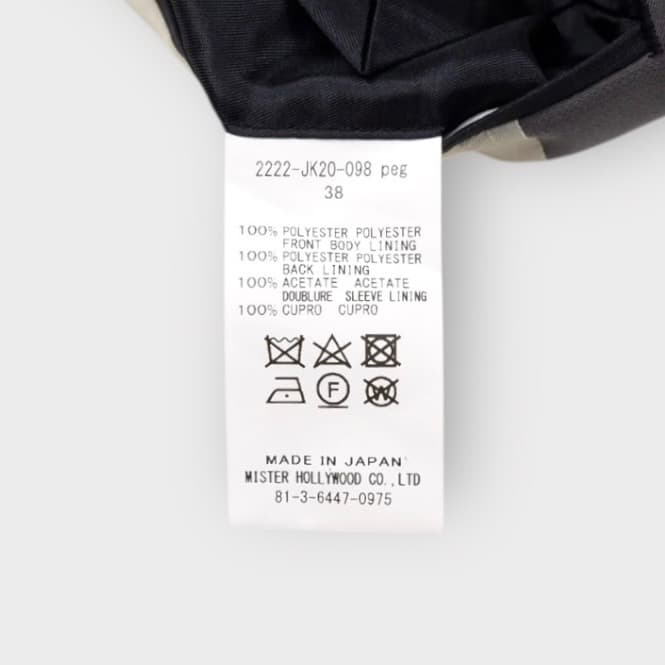 2222-JK20-098 peg
38
100% POLYESTER POLYESTER
FRONT BODY LINING
100% POLYESTER POLYESTER
BACK LINING
100% ACETATE ACETATE
DOUBLURE SLEEVE LINING
100% CUPRO CUPRO
F
W
MADE IN JAPAN
MISTER HOLLYWOOD CO.,LTD
81-3-6447-0975